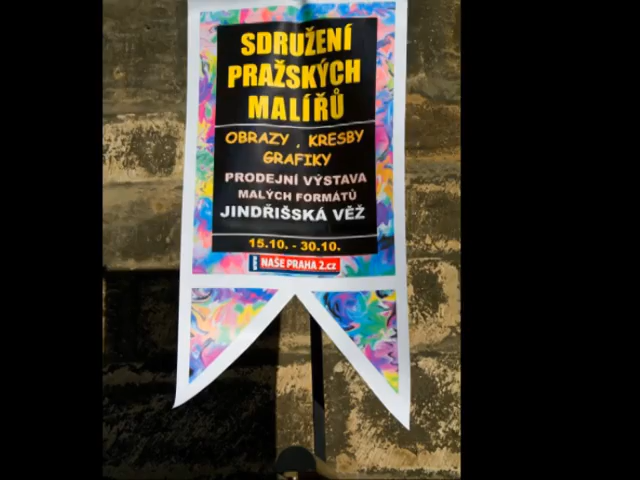 SDRUŽENÍ
PRAŽSKÝCH
MALÍŘŮ
OBRAZY , KRESBY
GRAFIKY
PRODEJNÍ VÝSTAVA
MALÝCH FORMÁTŮ
JINDŘIŠSKÁ VĚŽ
15.10. - 30.10.
NAŠE PRAHA 2.cz